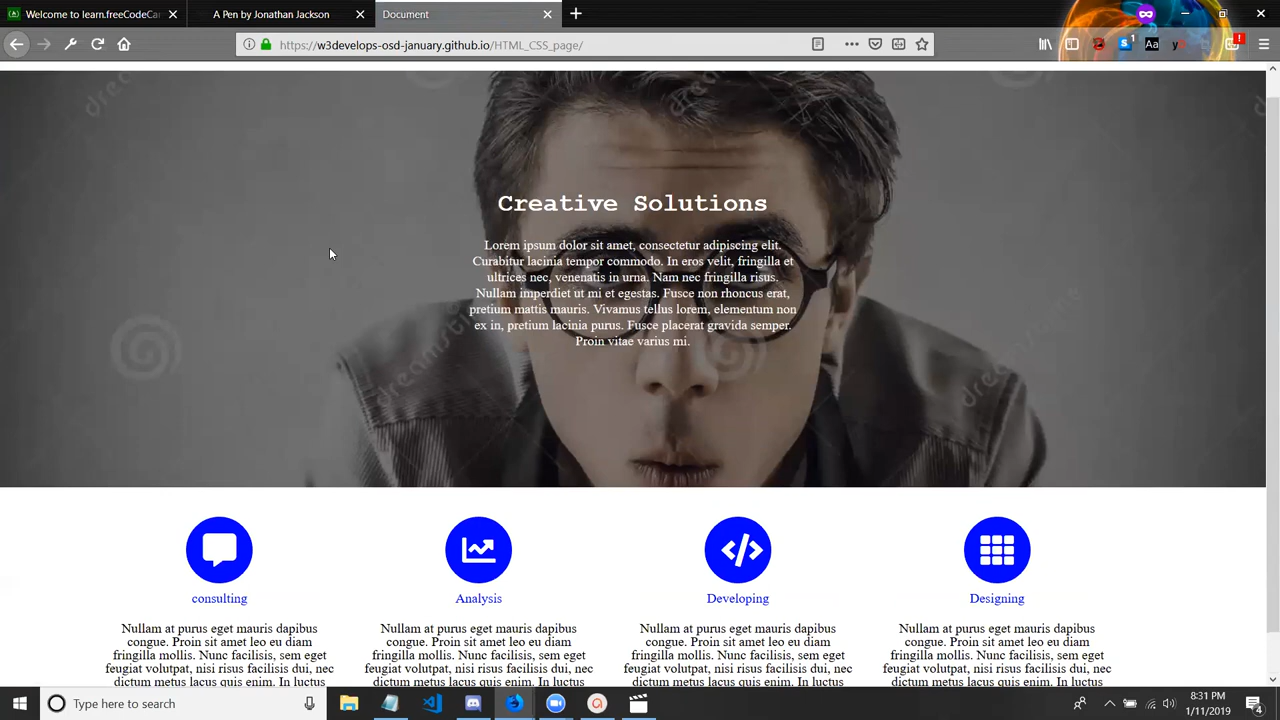 Welcome to learn.freeCodeCa
A Pen by Jonathan Jackson
Document
https://w3develops-osd-january.github.io/HTML_CSS_page/
1
Aa
!
Creative Solutions
Lorem ipsum dolor sit amet, consectetur adipiscing elit.
Curabitur lacinia tempor commodo. In eros velit, fringilla et
ultrices nec, venenatis in urna. Nam nec fringilla risus.
Nullam imperdiet ut mi et egestas. Fusce non rhoncus erat,
pretium mattis mauris. Vivamus tellus lorem, elementum non
ex in, pretium lacinia purus. Fusce placerat gravida semper.
Proin vitae varius mi.
consulting
Analysis
Developing
Designing
Nullam at purus eget mauris dapibus
congue. Proin sit amet leo eu diam
fringilla mollis. Nunc facilisis, sem eget
feugiat volutpat, nisi risus facilisis dui, nec
dictum metus lacus quis enim. In luctus
Nullam at purus eget mauris dapibus
congue. Proin sit amet leo eu diam
fringilla mollis. Nunc facilisis, sem eget
feugiat volutpat, nisi risus facilisis dui, nec
dictum metus lacus quis enim. In luctus
Nullam at purus eget mauris dapibus
congue. Proin sit amet leo eu diam
fringilla mollis. Nunc facilisis, sem eget
feugiat volutpat, nisi risus facilisis dui, nec
dictum metus lacus quis enim. In luctus
Nullam at purus eget mauris dapibus
congue. Proin sit amet leo eu diam
fringilla mollis. Nunc facilisis, sem eget
feugiat volutpat, nisi risus facilisis dui, nec
dictum metus lacus quis enim. In luctus
Type here to search
8:31 PM
1/11/2019
4